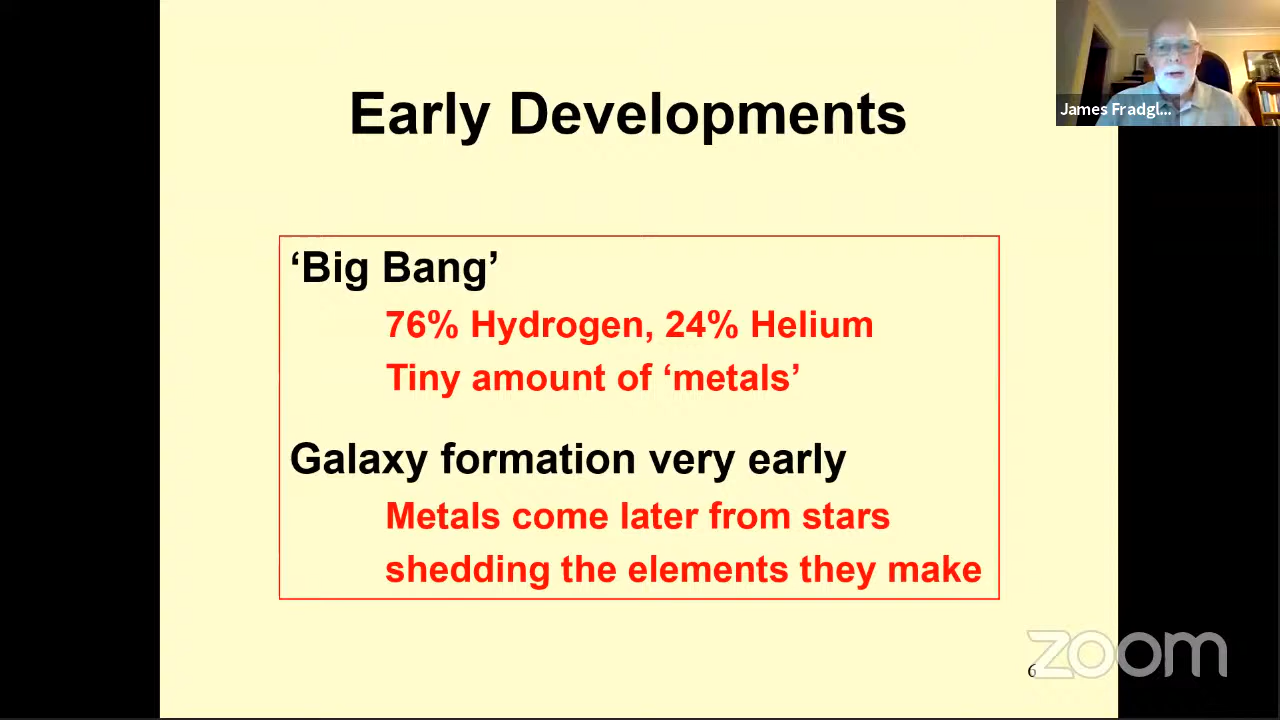 Early Developments
James Fradgl...
‘Big Bang’
76% Hydrogen, 24% Helium
Tiny amount of ‘metals’
Galaxy formation very early
Metals come later from stars
shedding the elements they make
6
zoom